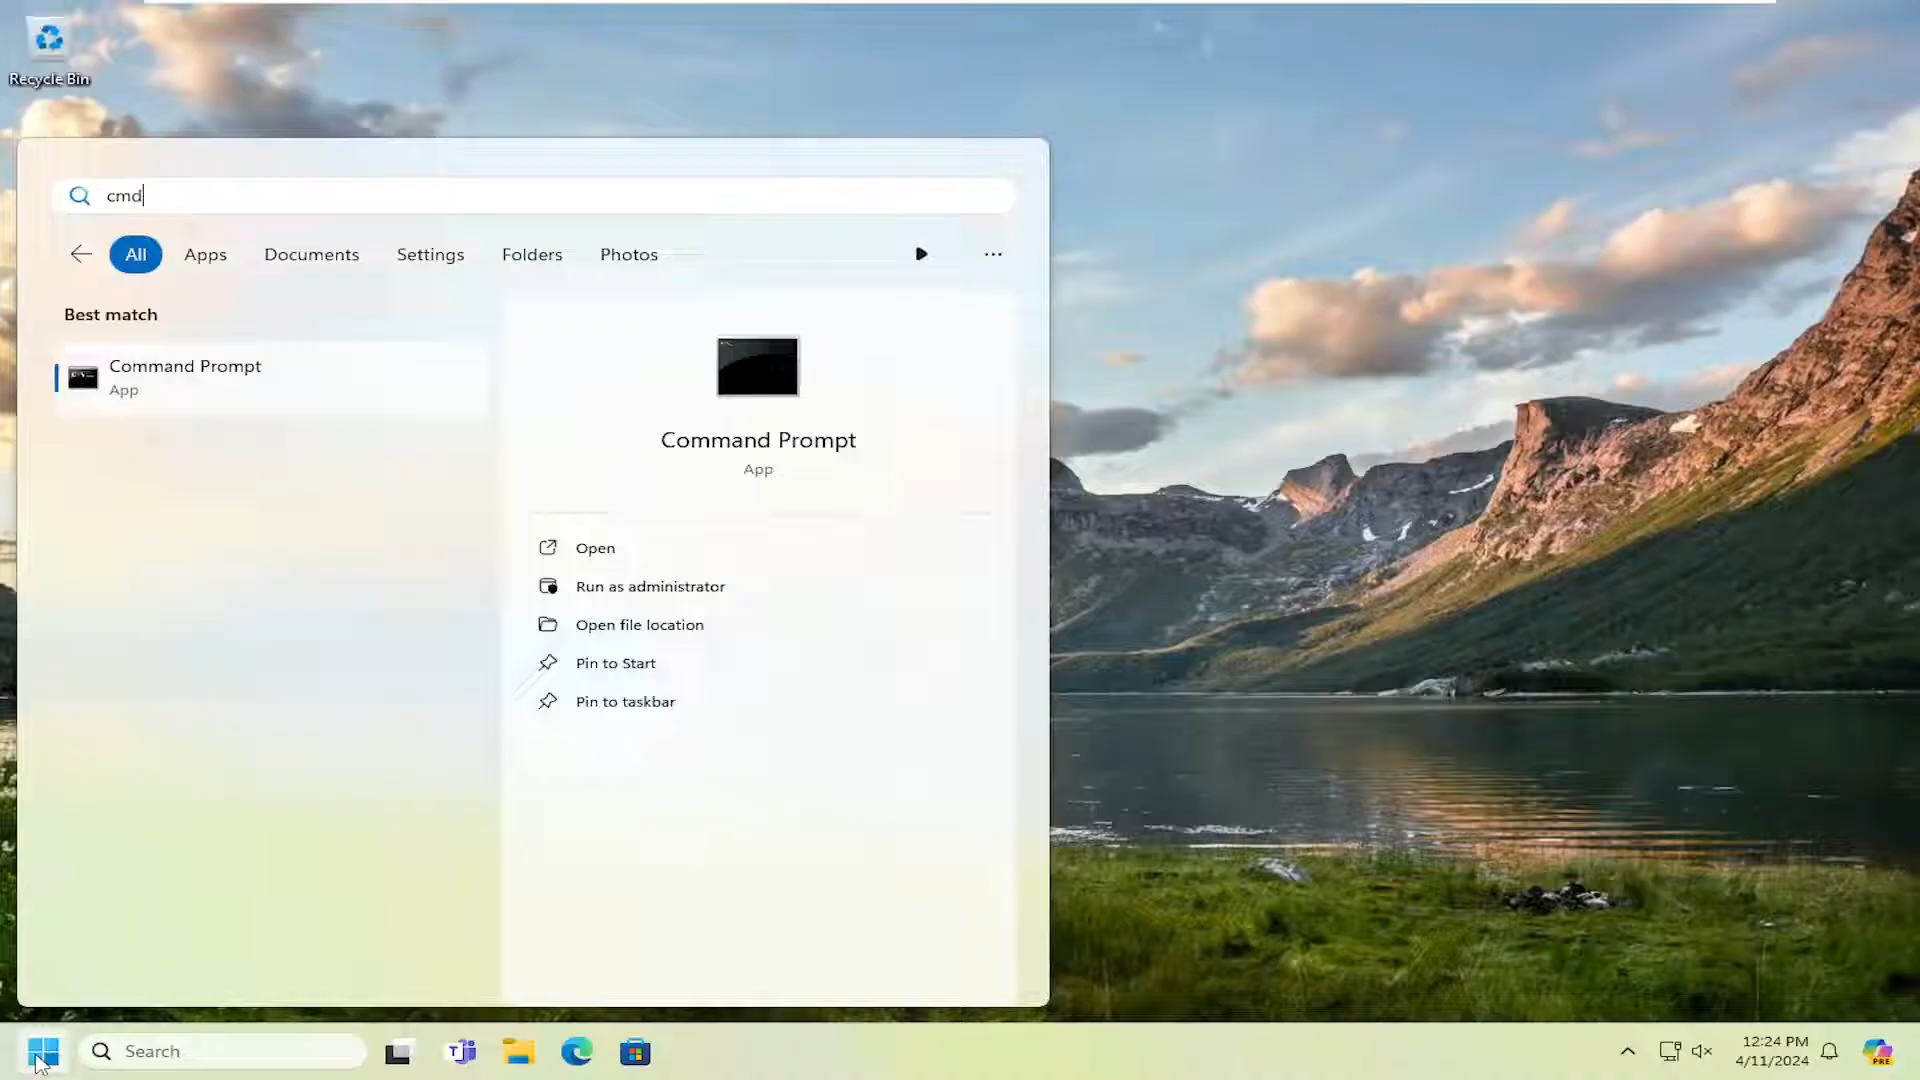 Recycle Bin
cmd
All Apps Documents Settings Folders Photos
Best match
Command Prompt
App
Command Prompt
App
Open
Run as administrator
Open file location
Pin to Start
Pin to taskbar
Search
12:24 PM
4/11/2024
PRE